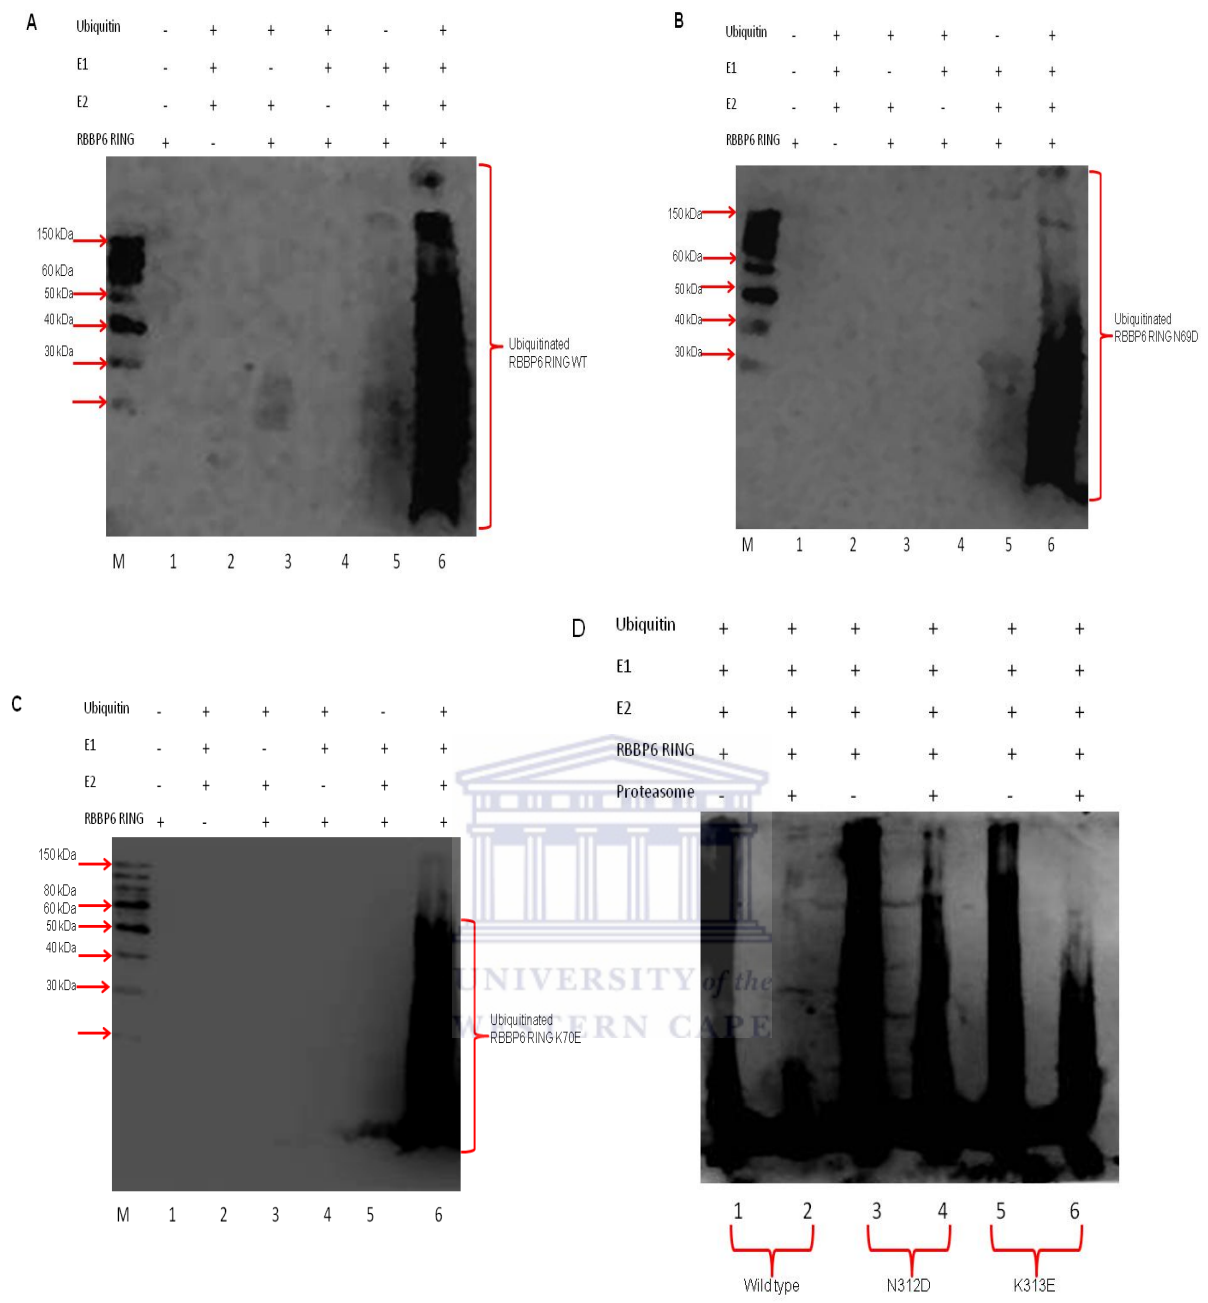 A
Ubiquitin - + + + - +
E1 - + - + + +
E2 - + + - + +
RBBP6 RING + - + + + +
150 kDa
60 kDa
50 kDa
40 kDa
30 kDa
Ubiquitinated
RBBP6 RING WT
M 1 2 3 4 5 6
B
Ubiquitin - + + + - +
E1 - + - + + +
E2 - + + - + +
RBBP6 RING + - + + + +
150 kDa
60 kDa
50 kDa
40 kDa
30 kDa
Ubiquitinated
RBBP6 RING N69D
M 1 2 3 4 5 6
C
Ubiquitin - + + + - +
E1 - + - + + +
E2 - + + - + +
RBBP6 RING + - + + + +
150 kDa
80 kDa
60 kDa
50 kDa
40 kDa
30 kDa
Ubiquitinated
RBBP6 RING K70E
M 1 2 3 4 5 6
D
Ubiquitin + + + + + +
E1 + + + + + +
E2 + + + + + +
RBBP6 RING + + + + + +
Proteasome - + - + - +
1 2 3 4 5 6
Wild type N312D K313E
UNIVERSITY of the
WESTERN CAPE